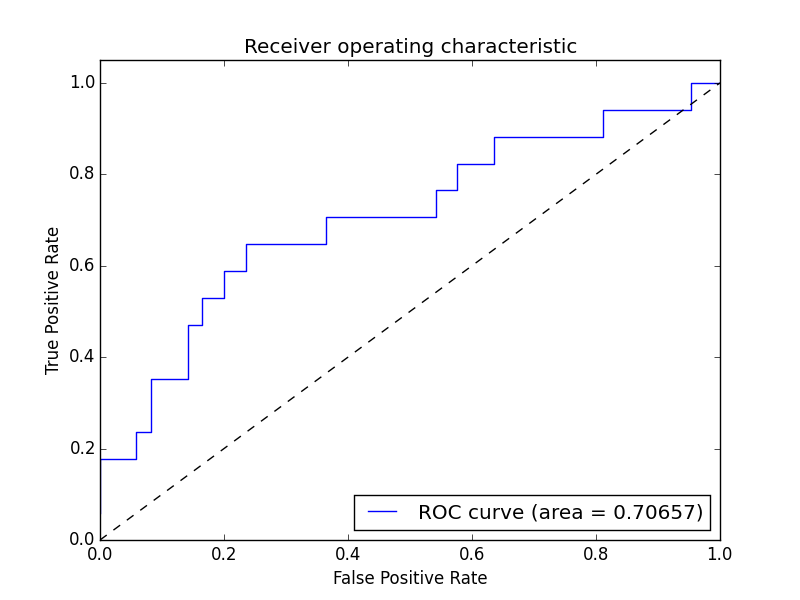 Receiver operating characteristic
1.0
0.8
0.6
0.4
0.2
0.0
True Positive Rate
ROC curve (area = 0.70657)
0.0 0.2 0.4 0.6 0.8 1.0
False Positive Rate